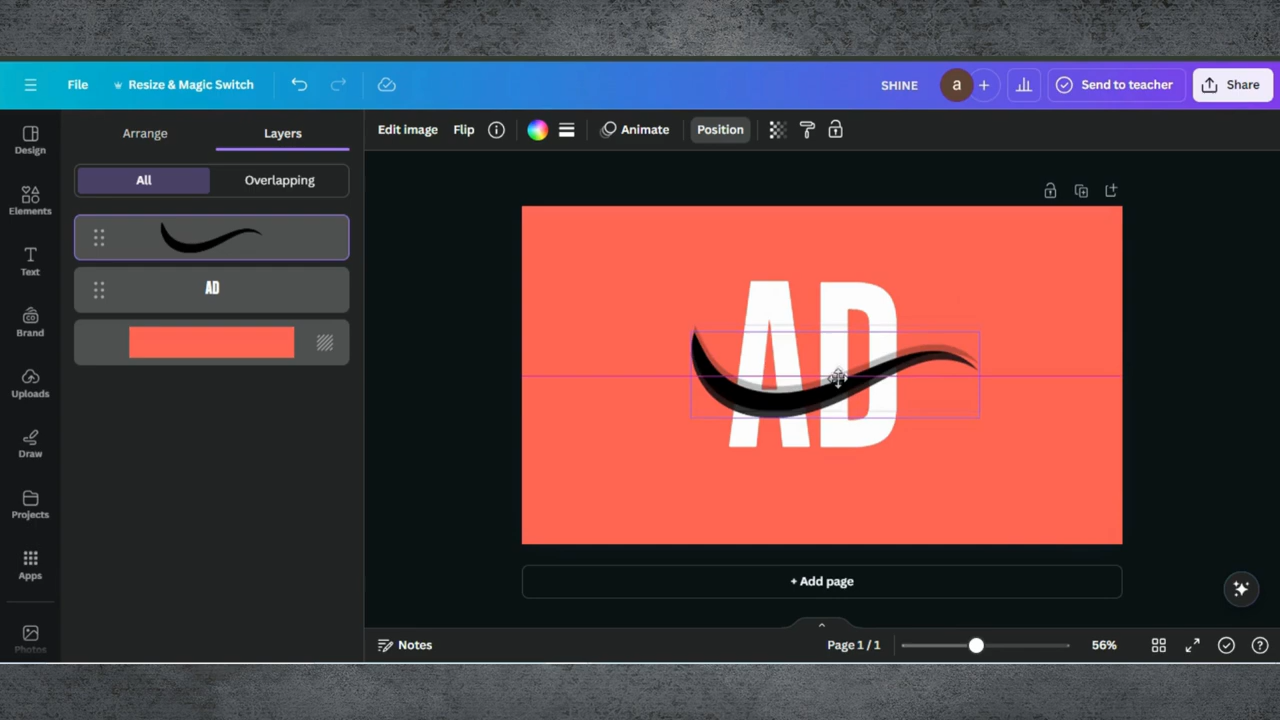 File
Resize & Magic Switch
SHINE
a
Send to teacher
Share
Arrange
Layers
Edit image
Flip
Animate
Position
Design
All
Overlapping
Elements
AD
Text
Brand
CO
Uploads
Draw
Projects
Apps
Photos
AD
+ Add page
Notes
Page 1 / 1
56%